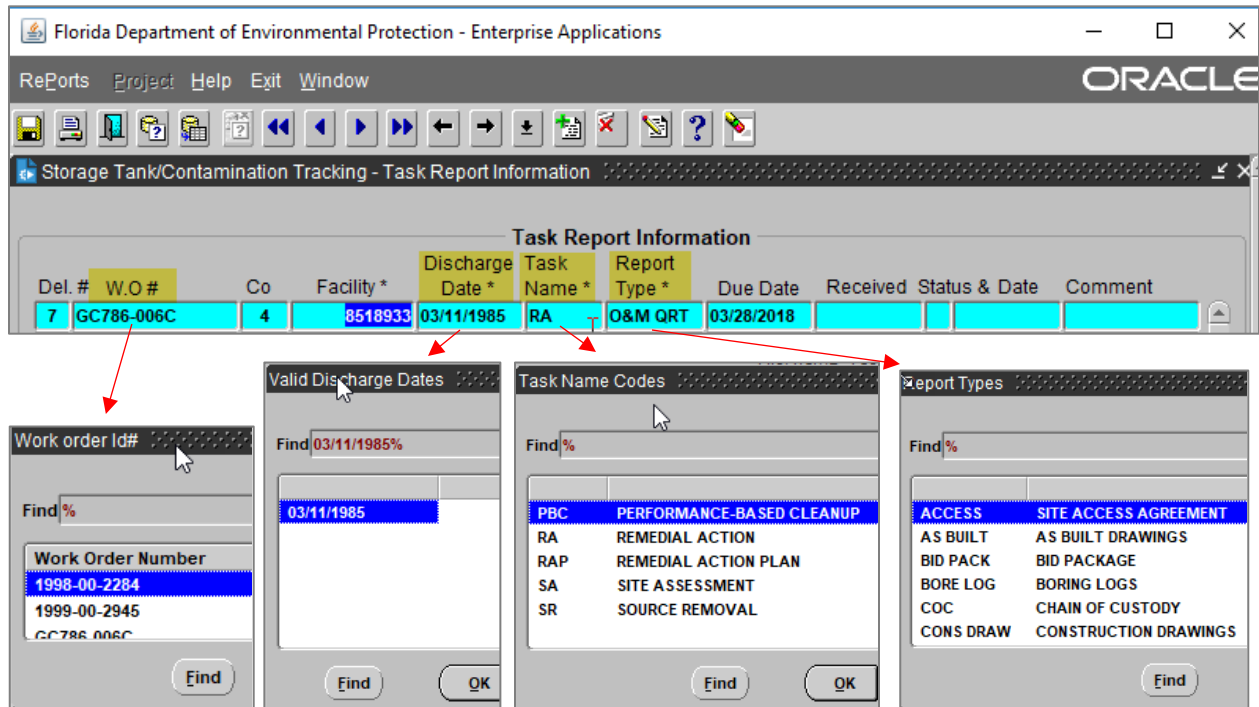 Florida Department of Environmental Protection - Enterprise Applications
RePorts Project Help Exit Window ORACLE
Storage Tank/Contamination Tracking - Task Report Information
Task Report Information
Discharge Task Report
Del. # W.O # Co Facility * Date * Name * Type * Due Date Received Status & Date Comment
7 GC786-006C 4 8518933 03/11/1985 RA O&M QRT 03/28/2018
Work order Id#
Find %
Work Order Number
1998-00-2284
1999-00-2945
GC786-006C
Find
Valid Discharge Dates
Find 03/11/1985%
03/11/1985
Find OK
Task Name Codes
Find %
PBC PERFORMANCE-BASED CLEANUP
RA REMEDIAL ACTION
RAP REMEDIAL ACTION PLAN
SA SITE ASSESSMENT
SR SOURCE REMOVAL
Find OK
Report Types
Find %
ACCESS SITE ACCESS AGREEMENT
AS BUILT AS BUILT DRAWINGS
BID PACK BID PACKAGE
BORE LOG BORING LOGS
COC CHAIN OF CUSTODY
CONS DRAW CONSTRUCTION DRAWINGS
Find